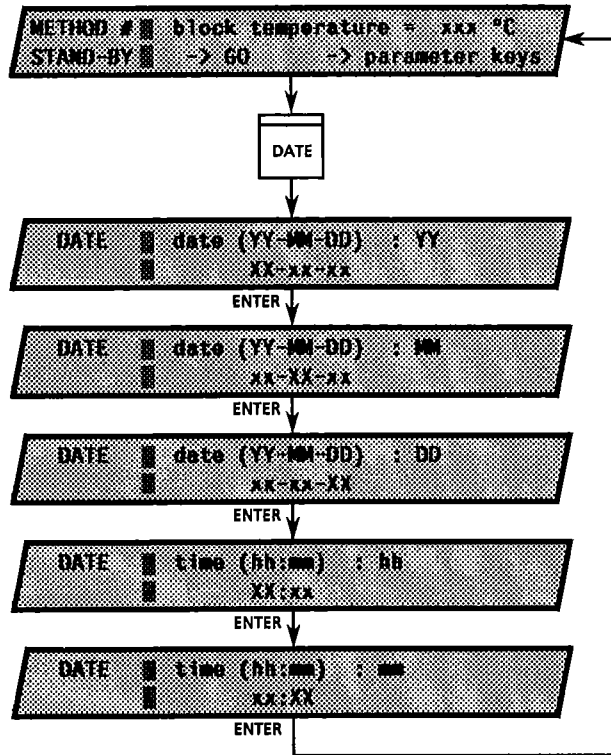 METHOD # block temperature = xxx °C
STAND-BY -> GO -> parameter keys
DATE
DATE date (YY-MM-DD) : YY
XX-xx-xx
ENTER
DATE date (YY-MM-DD) : MM
xx-XX-xx
ENTER
DATE date (YY-MM-DD) : DD
xx-xx-XX
ENTER
DATE time (hh:mm) : hh
XX:xx
ENTER
DATE time (hh:mm) : mm
xx:XX
ENTER